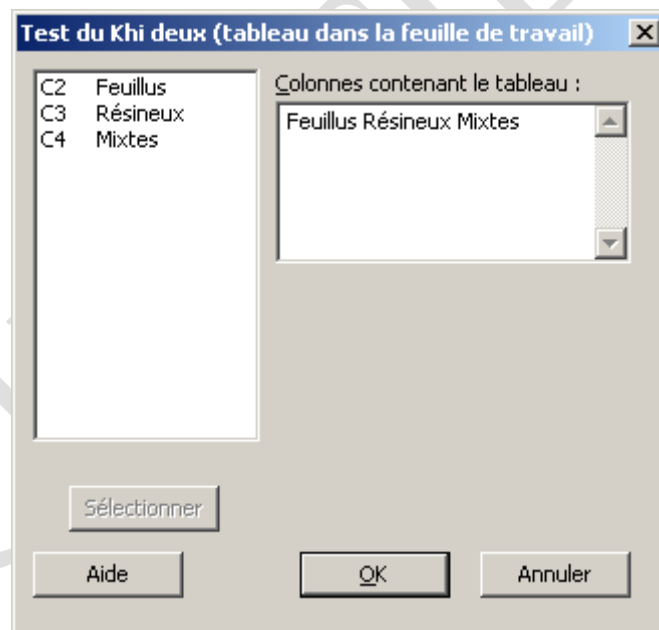 Test du Khi deux (tableau dans la feuille de travail)
C2 Feuillus
C3 Résineux
C4 Mixtes
Colonnes contenant le tableau :
Feuillus Résineux Mixtes
Sélectionner
Aide
OK
Annuler